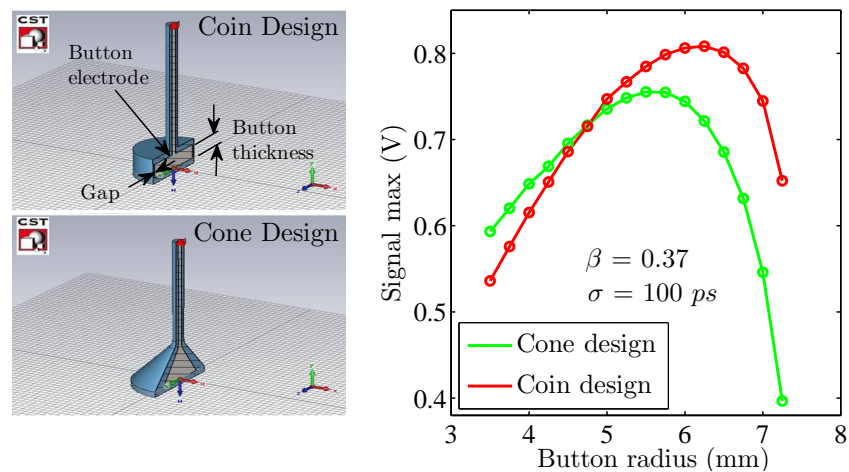 CST
Coin Design
Button
electrode
Button
thickness
Gap
CST
Cone Design
Signal max (V)
0.8
0.7
0.6
0.5
0.4
β = 0.37
σ = 100 ps
Cone design
Coin design
3 4 5 6 7 8
Button radius (mm)